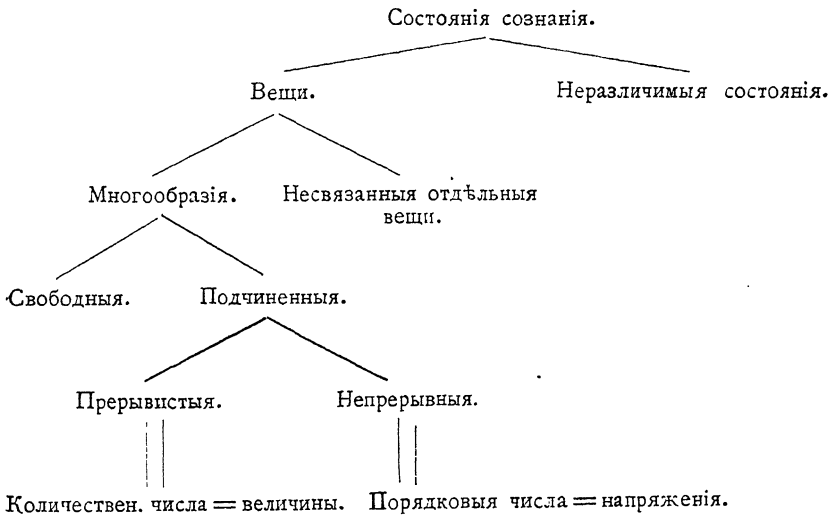 Состоянія сознанія.
Вещи. Неразличимыя состоянія.
Многообразія. Несвязанныя отдѣльныя
вещи.
Свободныя. Подчиненныя.
Прерывистыя. Непрерывныя.
Количествен. числа = величины. Порядковыя числа = напряженія.